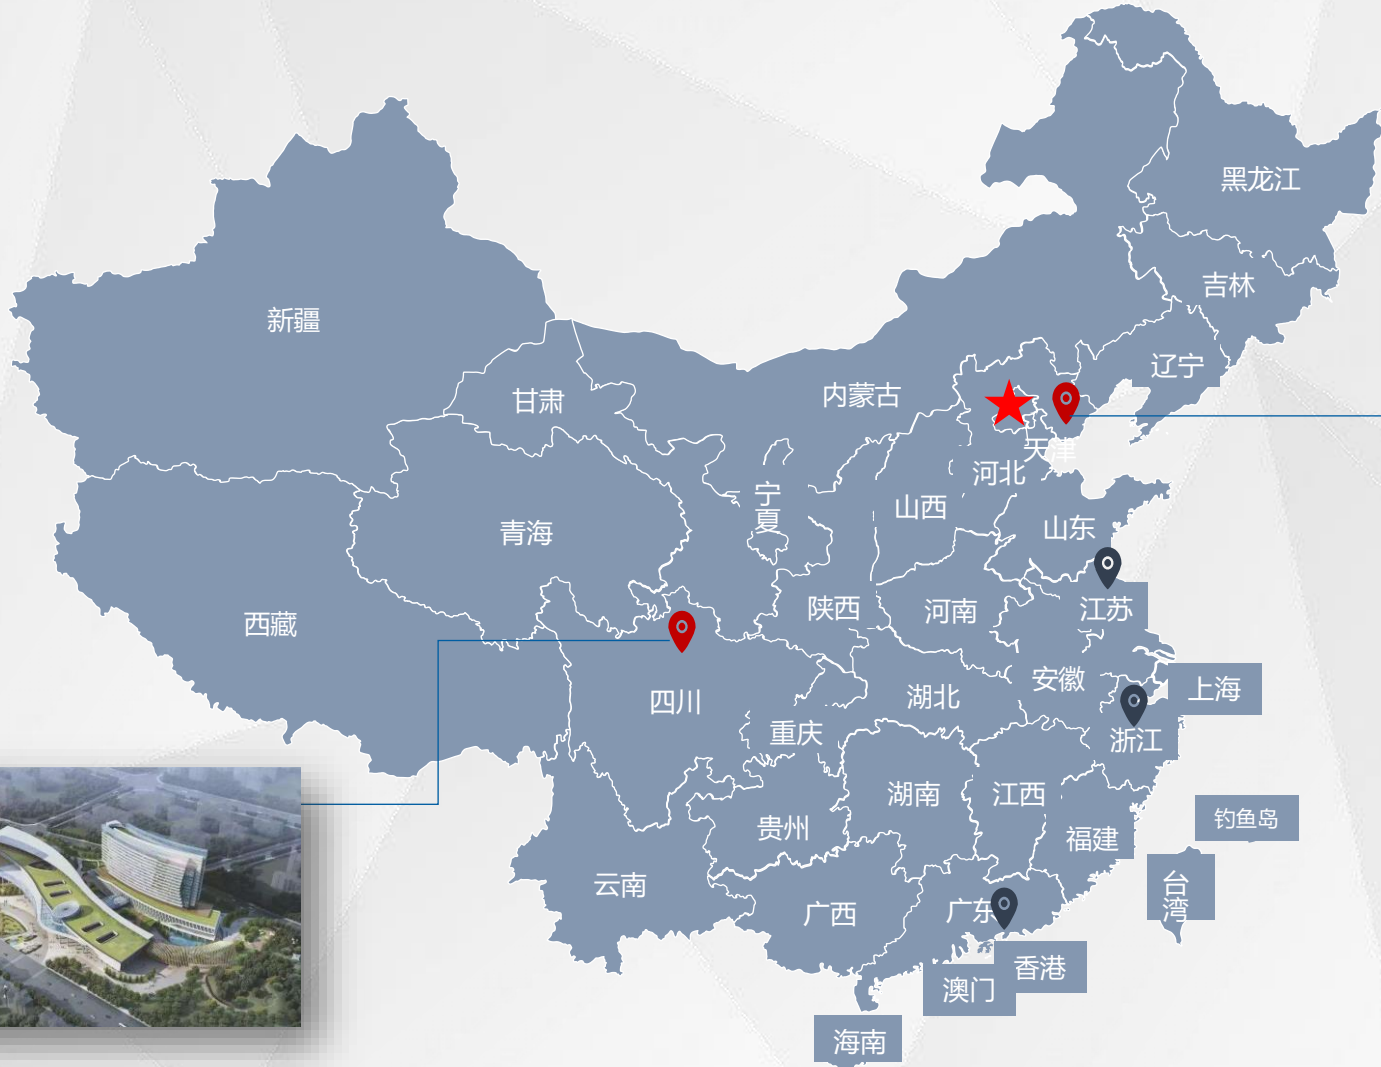 黑龙江
吉林
新疆
辽宁
内蒙古
甘肃
天津
河北
宁
夏
山西
山东
青海
陕西
河南
江苏
西藏
安徽
上海
四川
湖北
重庆
浙江
湖南
江西
钓鱼岛
贵州
福建
云南
台
湾
广西
广东
香港
澳门
海南